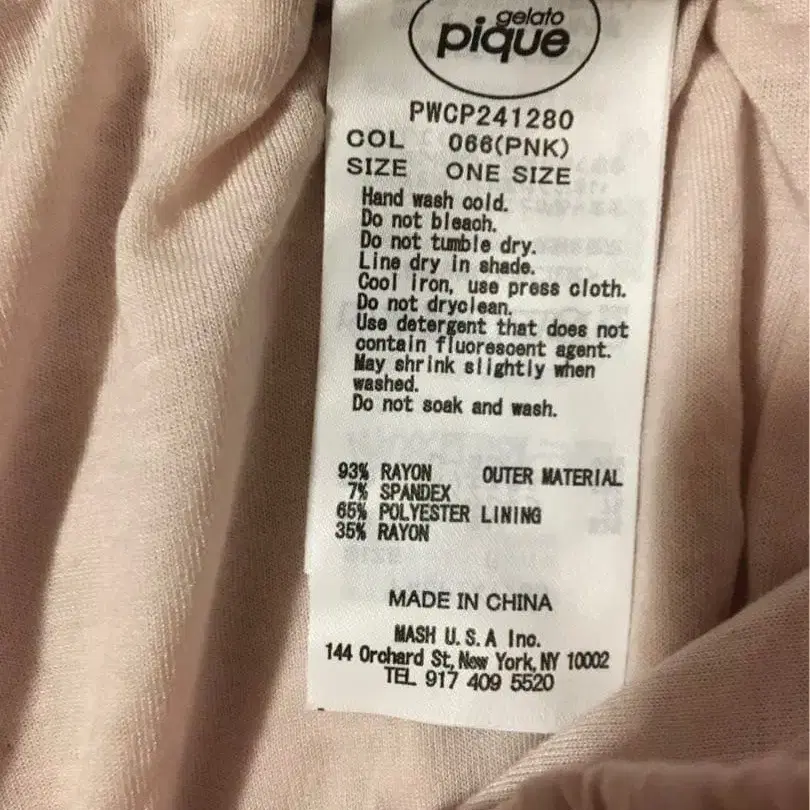 gelato
pique
PWCP241280
COL 066(PNK)
SIZE ONE SIZE
Hand wash cold.
Do not bleach.
Do not tumble dry.
Line dry in shade.
Cool iron, use press cloth.
Do not dryclean.
Use detergent that does not
contain fluorescent agent.
May shrink slightly when
washed.
Do not soak and wash.
93% RAYON OUTER MATERIAL
7% SPANDEX
65% POLYESTER LINING
35% RAYON
MADE IN CHINA
MASH U.S.A Inc.
144 Orchard St, New York, NY 10002
TEL 917 409 5520